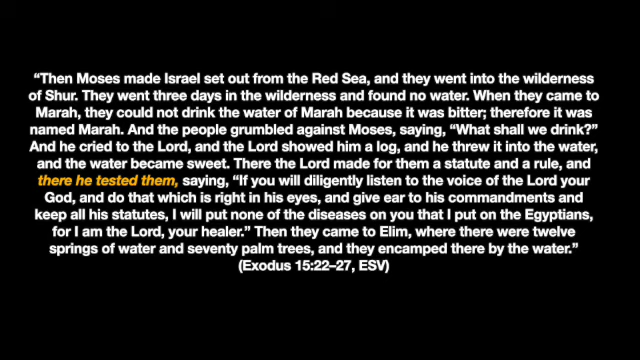 “Then Moses made Israel set out from the Red Sea, and they went into the wilderness
of Shur. They went three days in the wilderness and found no water. When they came to
Marah, they could not drink the water of Marah because it was bitter; therefore it was
named Marah. And the people grumbled against Moses, saying, “What shall we drink?”
And he cried to the Lord, and the Lord showed him a log, and he threw it into the water,
and the water became sweet. There the Lord made for them a statute and a rule, and
there he tested them, saying, “If you will diligently listen to the voice of the Lord your
God, and do that which is right in his eyes, and give ear to his commandments and
keep all his statutes, I will put none of the diseases on you that I put on the Egyptians,
for I am the Lord, your healer.” Then they came to Elim, where there were twelve
springs of water and seventy palm trees, and they encamped there by the water.”
(Exodus 15:22–27, ESV)